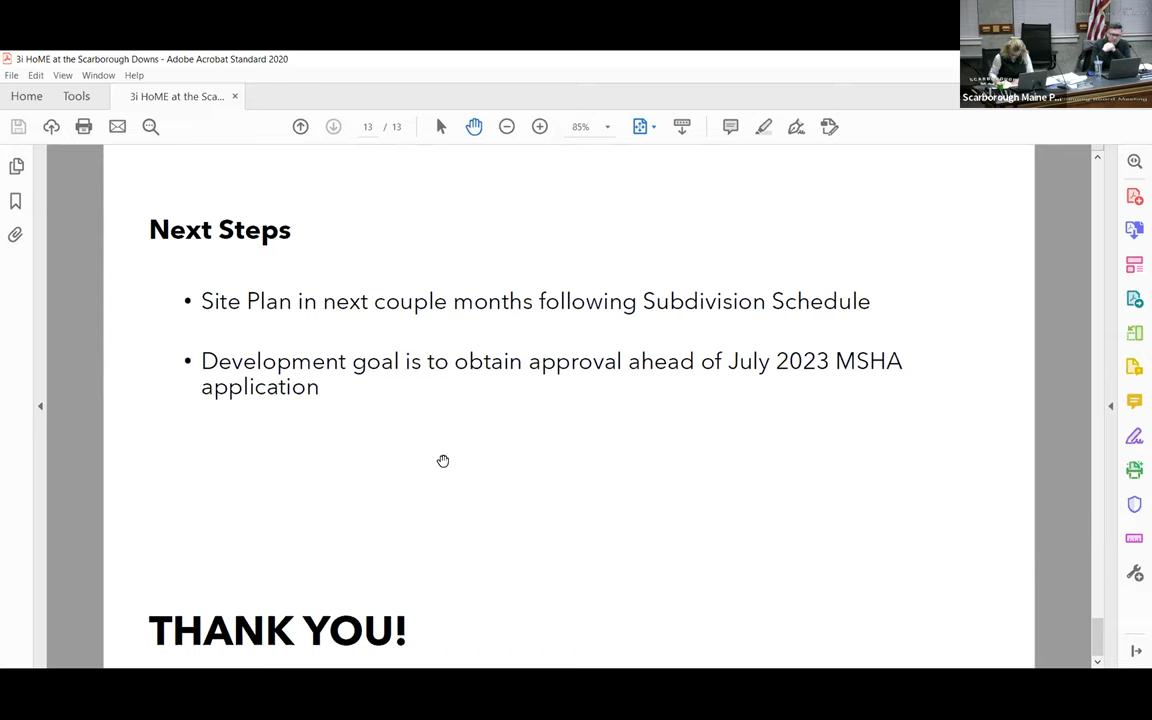 3i HoME at the Scarborough Downs - Adobe Acrobat Standard 2020
File Edit View Window Help
Home Tools 3i HoME at the Sca... ×
13 / 13 85%
Scarborough Maine P...
Next Steps
• Site Plan in next couple months following Subdivision Schedule
• Development goal is to obtain approval ahead of July 2023 MSHA
application
THANK YOU!